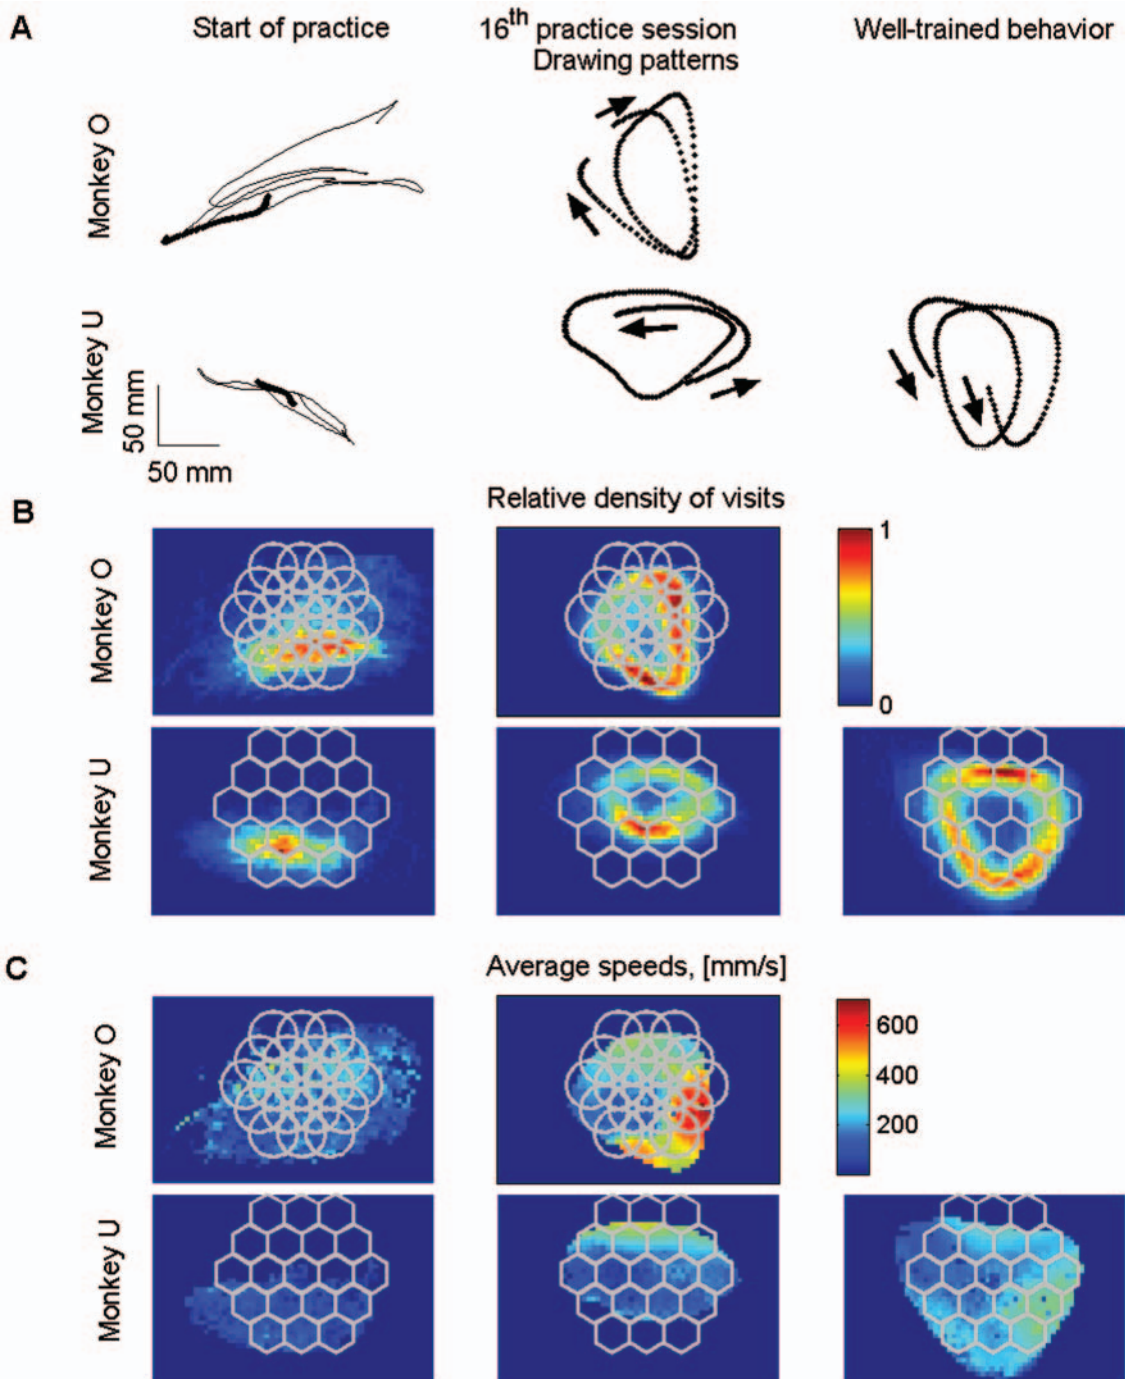 A
Start of practice
16th practice session
Drawing patterns
Well-trained behavior
Monkey O
Monkey U
50 mm
50 mm
B
Relative density of visits
Monkey O
1
0
Monkey U
C
Average speeds, [mm/s]
Monkey O
600
400
200
Monkey U